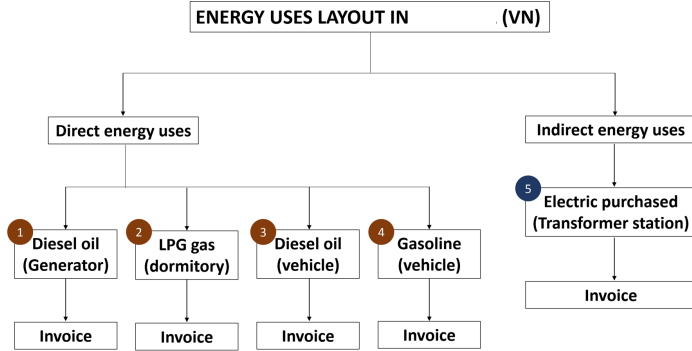 ENERGY USES LAYOUT IN . (VN)
Direct energy uses
Indirect energy uses
1
Diesel oil
(Generator)
2
LPG gas
(dormitory)
3
Diesel oil
(vehicle)
4
Gasoline
(vehicle)
5
Electric purchased
(Transformer station)
Invoice
Invoice
Invoice
Invoice
Invoice